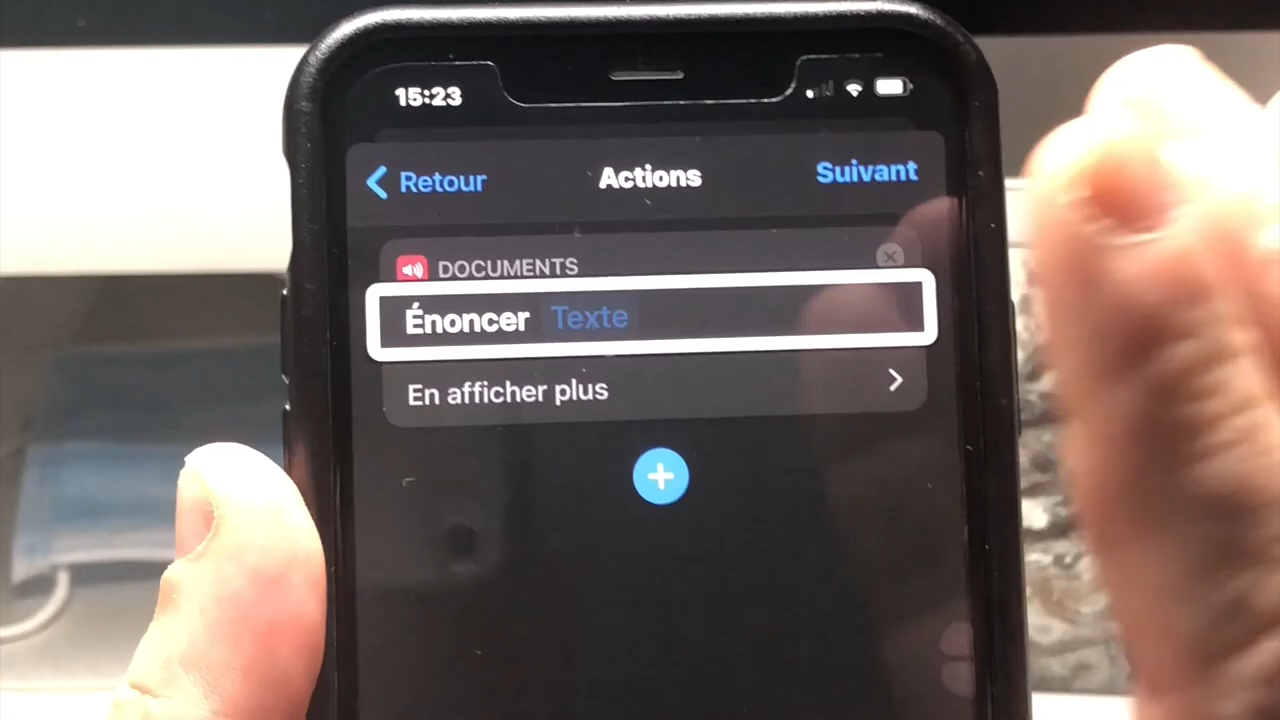 15:23
Retour
Actions
Suivant
DOCUMENTS
Énoncer Texte
En afficher plus